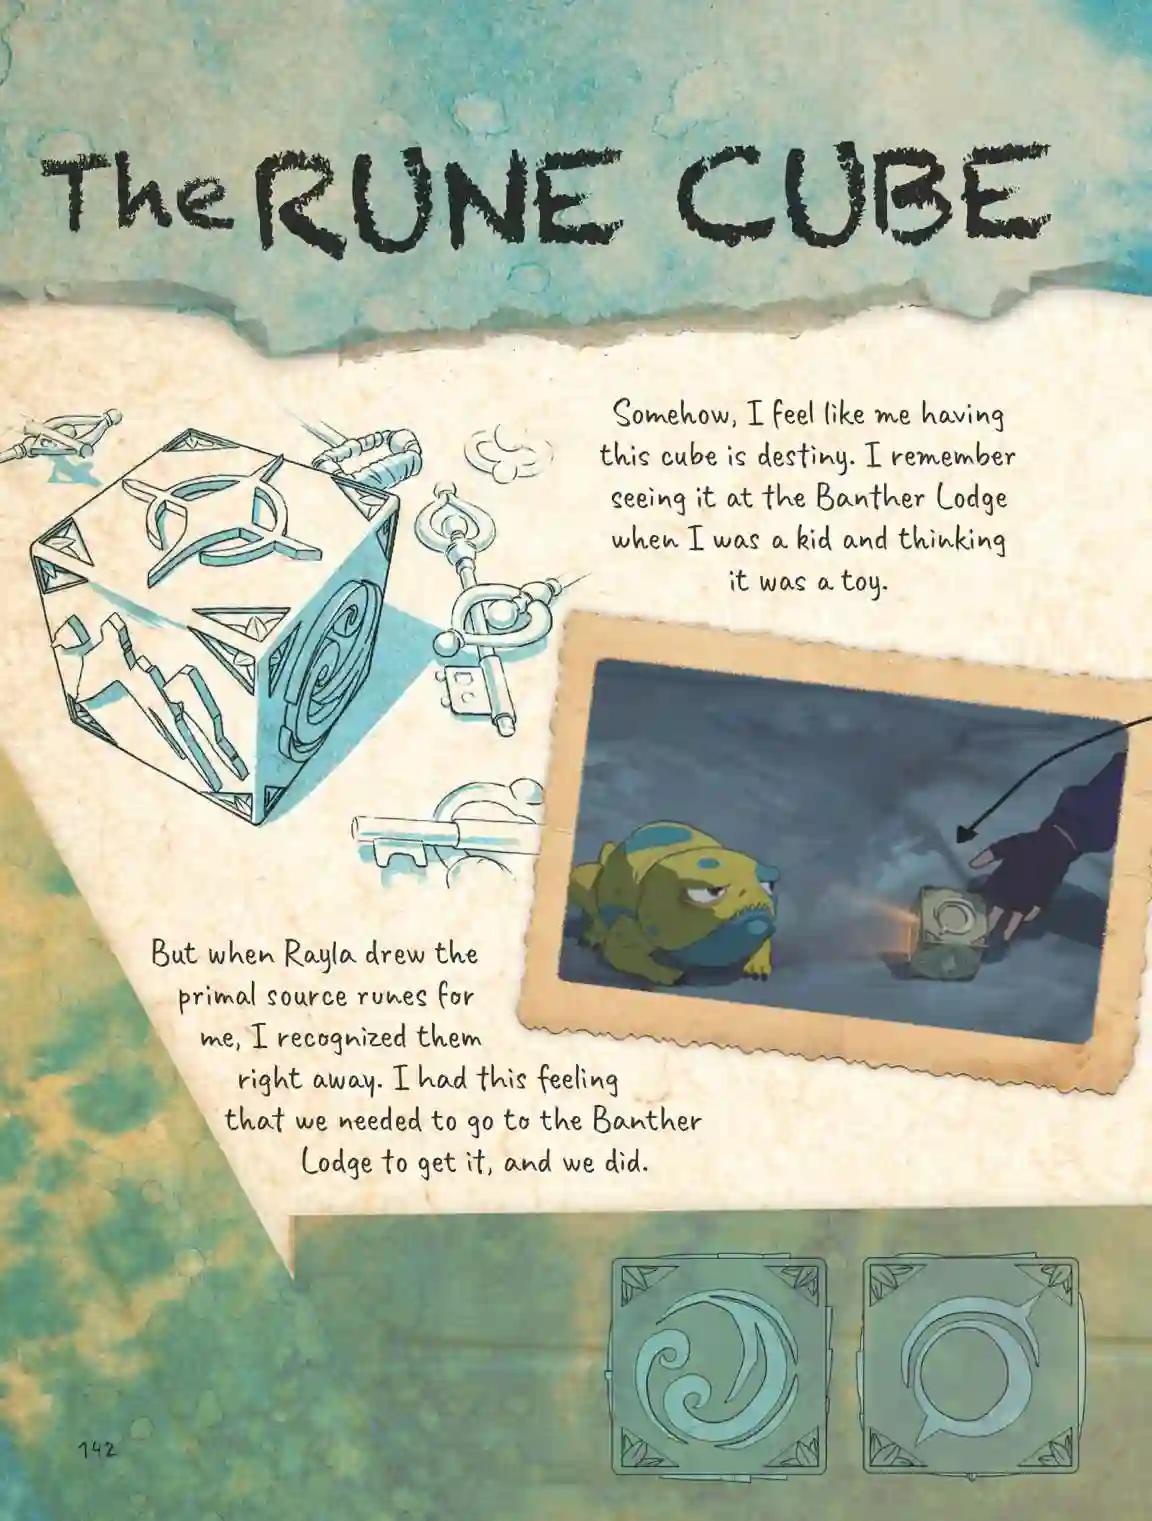 The RUNE CUBE
Somehow, I feel like me having
this cube is destiny. I remember
seeing it at the Banther Lodge
when I was a kid and thinking
it was a toy.
But when Rayla drew the
primal source runes for
me, I recognized them
right away. I had this feeling
that we needed to go to the Banther
Lodge to get it, and we did.
142